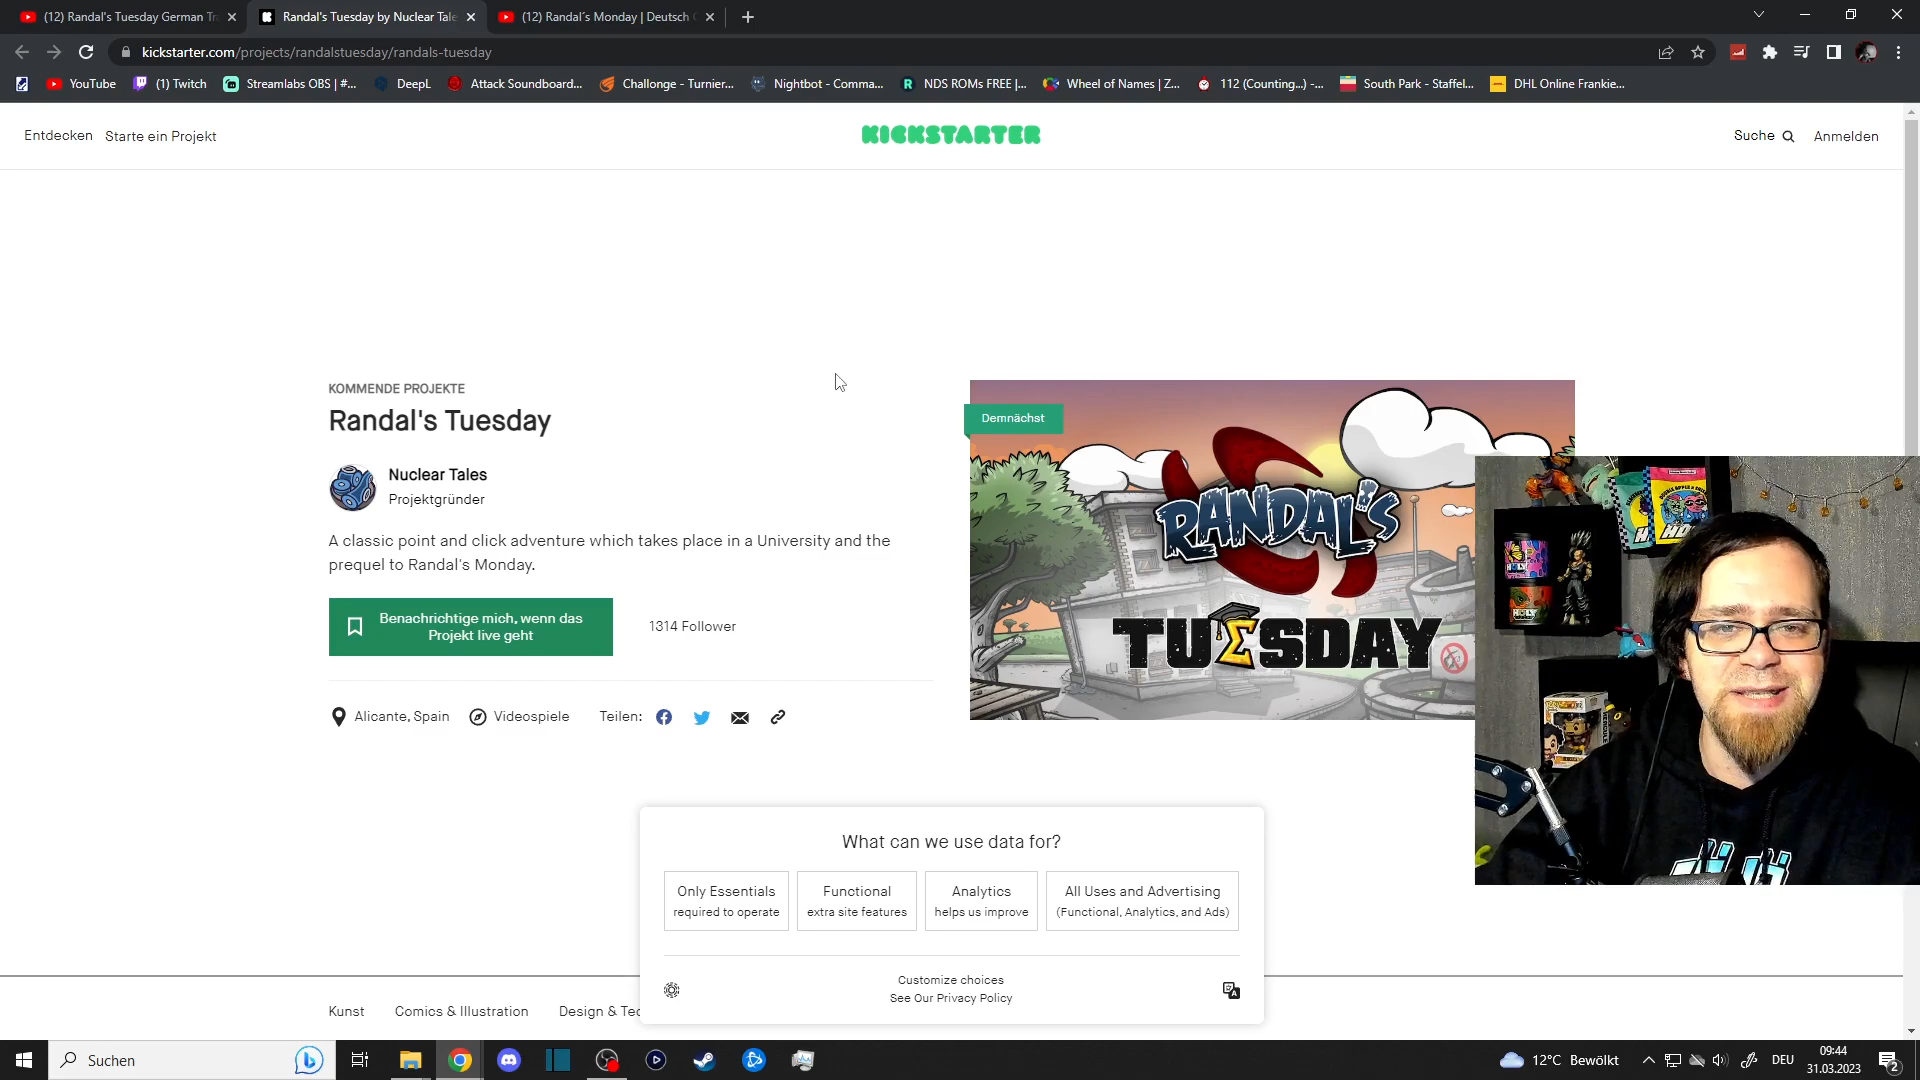 (12) Randal's Tuesday German Tr
Randal's Tuesday by Nuclear Tale
(12) Randal´s Monday | Deutsch
kickstarter.com/projects/randalstuesday/randals-tuesday
YouTube
(1) Twitch
Streamlabs OBS | #...
DeepL
Attack Soundboard...
Challonge - Turnier...
Nightbot - Comma...
NDS ROMs FREE |...
Wheel of Names | Z...
112 (Counting...) -...
South Park - Staffel...
DHL Online Frankie...
Entdecken
Starte ein Projekt
KICKSTARTER
Suche
Anmelden
KOMMENDE PROJEKTE
Randal's Tuesday
Nuclear Tales
Projektgründer
A classic point and click adventure which takes place in a University and the
prequel to Randal's Monday.
Benachrichtige mich, wenn das
Projekt live geht
1314 Follower
Alicante, Spain
Videospiele
Teilen:
Demnächst
RANDAL'S
TUΣSDAY
HOLY
HOLY
What can we use data for?
Only Essentials
required to operate
Functional
extra site features
Analytics
helps us improve
All Uses and Advertising
(Functional, Analytics, and Ads)
Customize choices
See Our Privacy Policy
Kunst
Comics & Illustration
Design & Tec
Suchen
12°C Bewölkt
DEU
09:44
31.03.2023
2